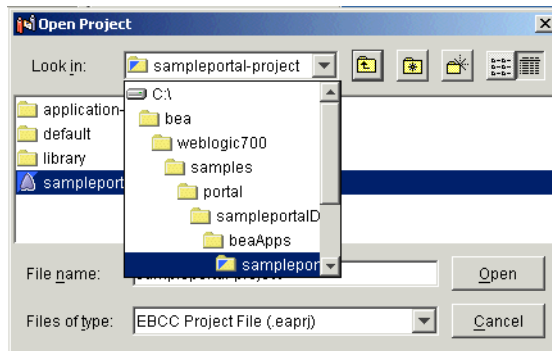 Open Project
Look in: sampleportal-project
C:\
bea
weblogic700
samples
portal
sampleportalD
beaApps
samplepor
application-
default
library
sampleport
File name:
Open
Files of type: EBCC Project File (.eaprj)
Cancel